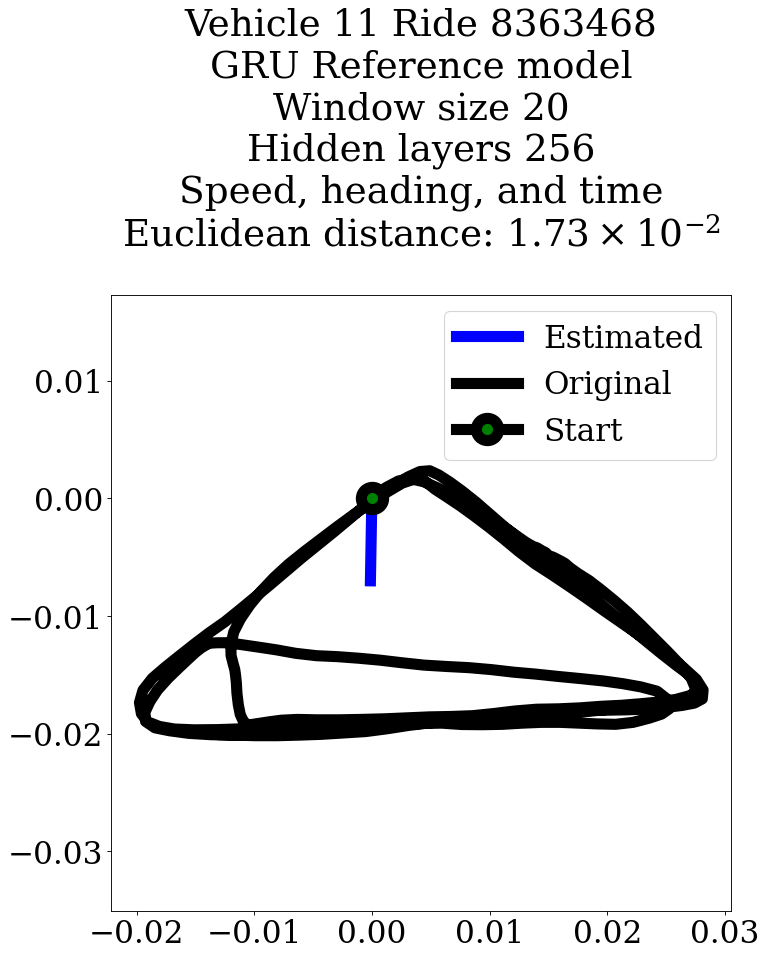 Vehicle 11 Ride 8363468
GRU Reference model
Window size 20
Hidden layers 256
Speed, heading, and time
Euclidean distance: 1.73 × 10⁻²
Estimated
Original
Start
0.01
0.00
−0.01
−0.02
−0.03
−0.02 −0.01 0.00 0.01 0.02 0.03